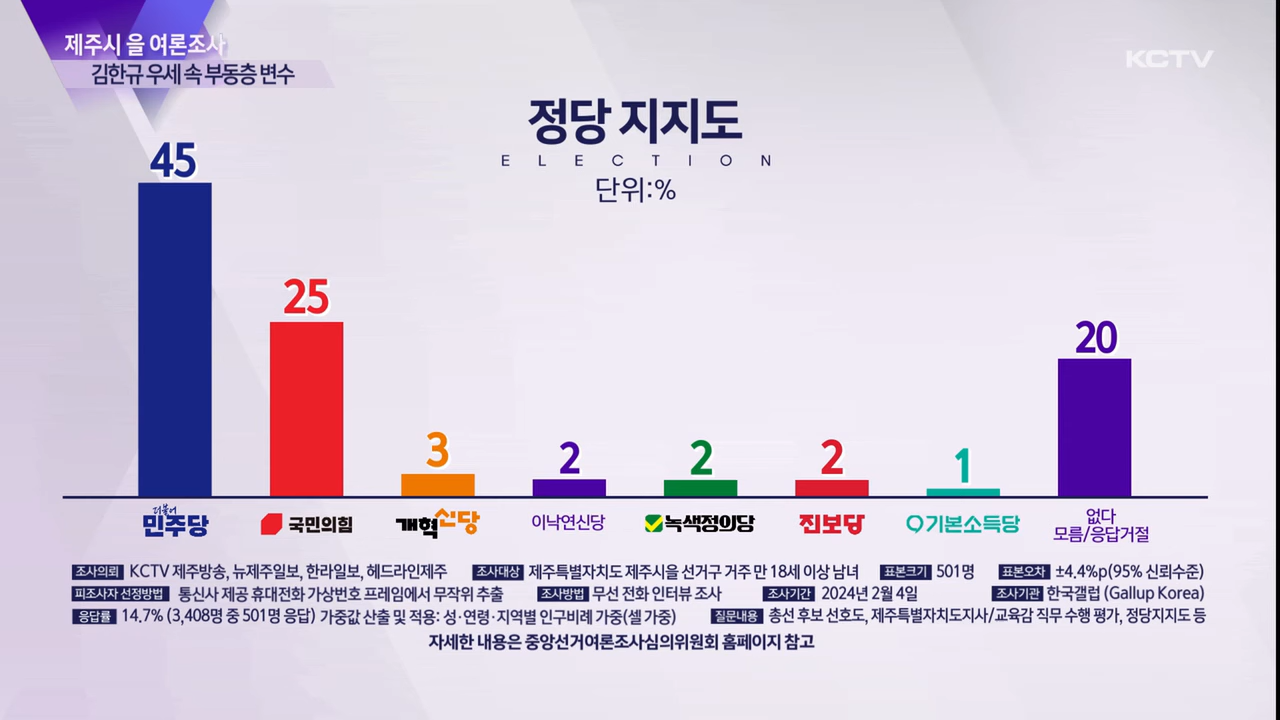 제주시 을 여론조사
김한규 우세 속 부동층 변수
KCTV
정당 지지도
ELECTION
단위:%
45
25
3
2
2
2
1
20
더불어
민주당
국민의힘
개혁신당
이낙연신당
녹색정의당
진보당
기본소득당
없다
모름/응답거절
조사의뢰 KCTV 제주방송, 뉴제주일보, 한라일보, 헤드라인제주 조사대상 제주특별자치도 제주시을 선거구 거주 만 18세 이상 남녀 표본크기 501명 표본오차 ±4.4%p(95% 신뢰수준)
피조사자 선정방법 통신사 제공 휴대전화 가상번호 프레임에서 무작위 추출 조사방법 무선 전화 인터뷰 조사 조사기간 2024년 2월 4일 조사기관 한국갤럽 (Gallup Korea)
응답률 14.7% (3,408명 중 501명 응답) 가중값 산출 및 적용: 성·연령·지역별 인구비례 가중(셀 가중) 질문내용 총선 후보 선호도, 제주특별자치도지사/교육감 직무 수행 평가, 정당지지도 등
자세한 내용은 중앙선거여론조사심의위원회 홈페이지 참고